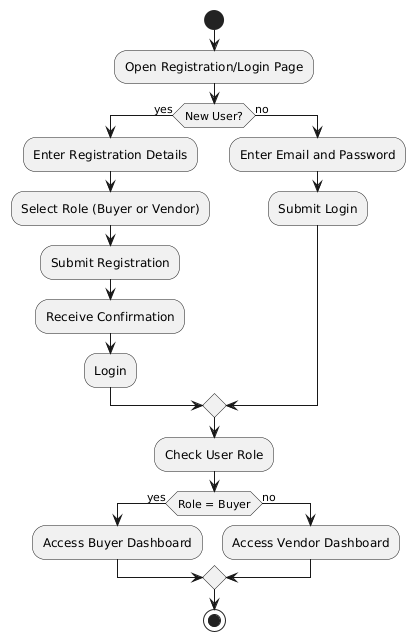 Open Registration/Login Page
yes
New User?
no
Enter Registration Details
Enter Email and Password
Select Role (Buyer or Vendor)
Submit Login
Submit Registration
Receive Confirmation
Login
Check User Role
yes
Role = Buyer
no
Access Buyer Dashboard
Access Vendor Dashboard